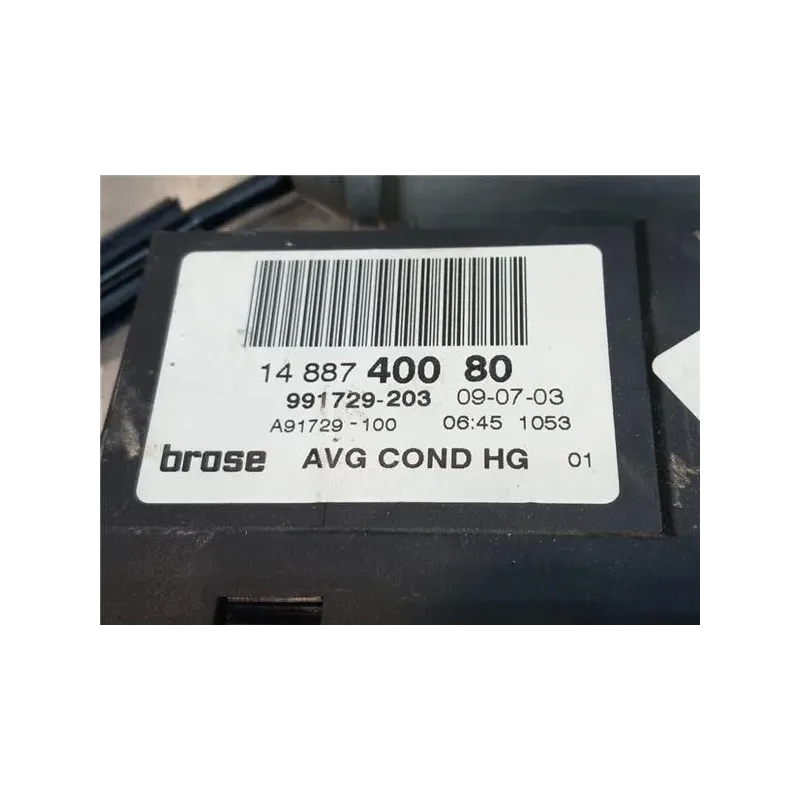 14 887 400 80
991729-203 09-07-03
A91729-100 06:45 1053
brose AVG COND HG 01